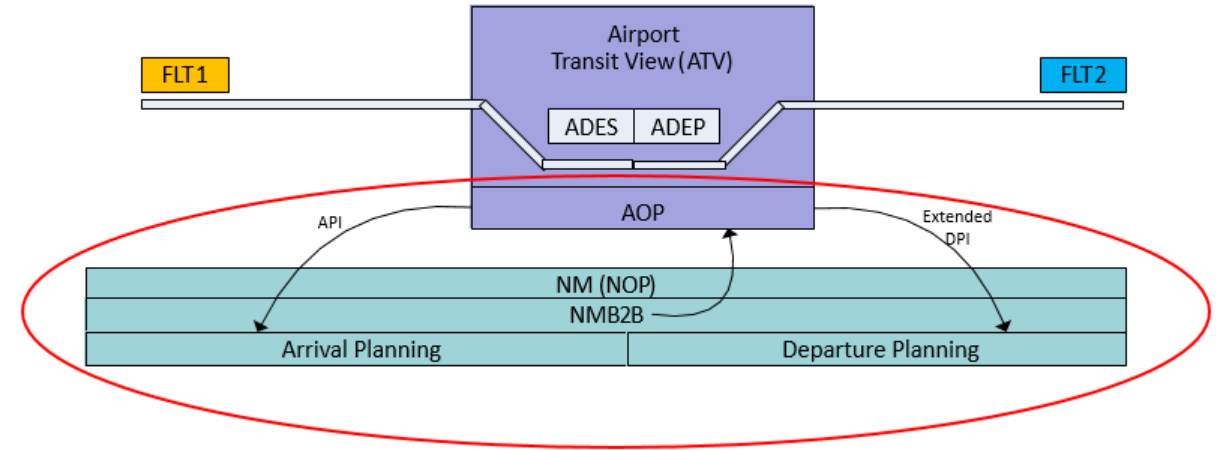 Airport
Transit View (ATV)
FLT1
FLT2
ADES
ADEP
AOP
API
Extended
DPI
NM (NOP)
NMB2B
Arrival Planning
Departure Planning